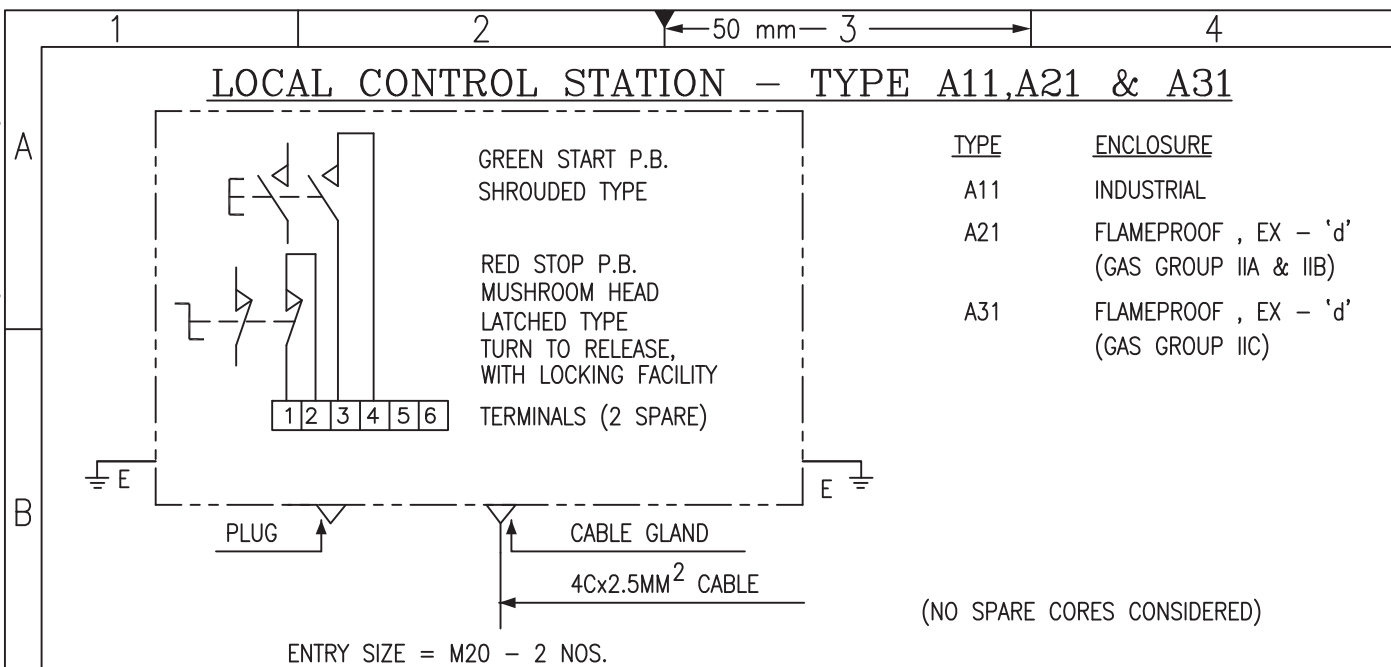 1 2 50 mm 3 4
LOCAL CONTROL STATION – TYPE A11,A21 & A31
A
GREEN START P.B.
SHROUDED TYPE
RED STOP P.B.
MUSHROOM HEAD
LATCHED TYPE
TURN TO RELEASE,
WITH LOCKING FACILITY
1 2 3 4 5 6 TERMINALS (2 SPARE)
TYPE ENCLOSURE
A11 INDUSTRIAL
A21 FLAMEPROOF , EX – 'd'
(GAS GROUP IIA & IIB)
A31 FLAMEPROOF , EX – 'd'
(GAS GROUP IIC)
E E
B
PLUG CABLE GLAND
4Cx2.5MM² CABLE
(NO SPARE CORES CONSIDERED)
ENTRY SIZE = M20 – 2 NOS.